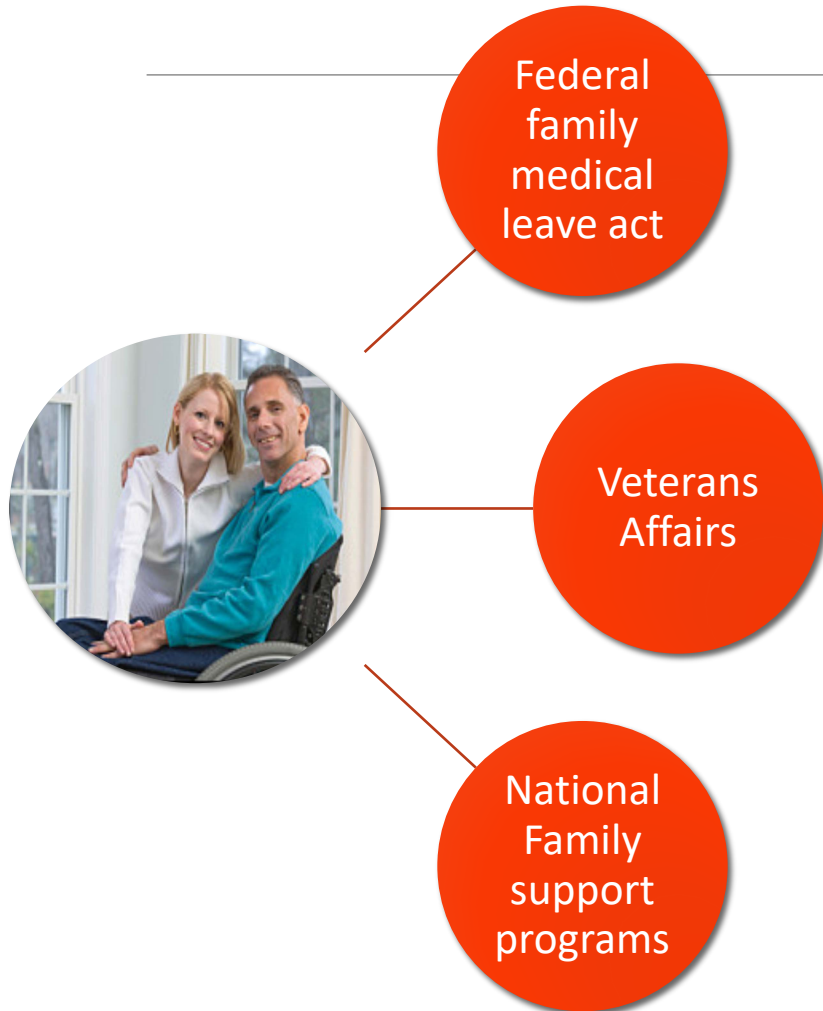 Federal
family
medical
leave act
Veterans
Affairs
National
Family
support
programs